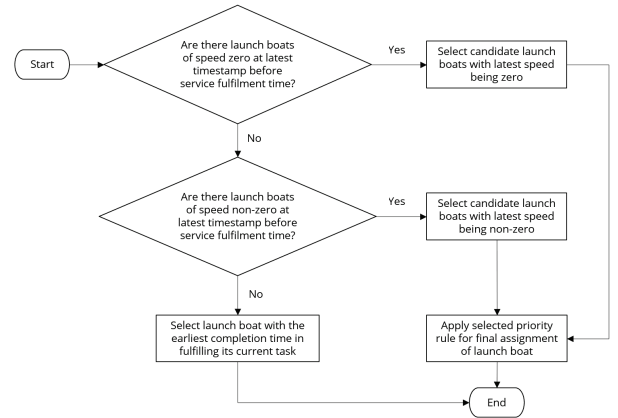 Start
Are there launch boats
of speed zero at latest
timestamp before
service fulfilment time?
Yes
Select candidate launch
boats with latest speed
being zero
No
Are there launch boats
of speed non-zero at
latest timestamp before
service fulfilment time?
Yes
Select candidate launch
boats with latest speed
being non-zero
No
Select launch boat with the
earliest completion time in
fulfilling its current task
Apply selected priority
rule for final assignment
of launch boat
End